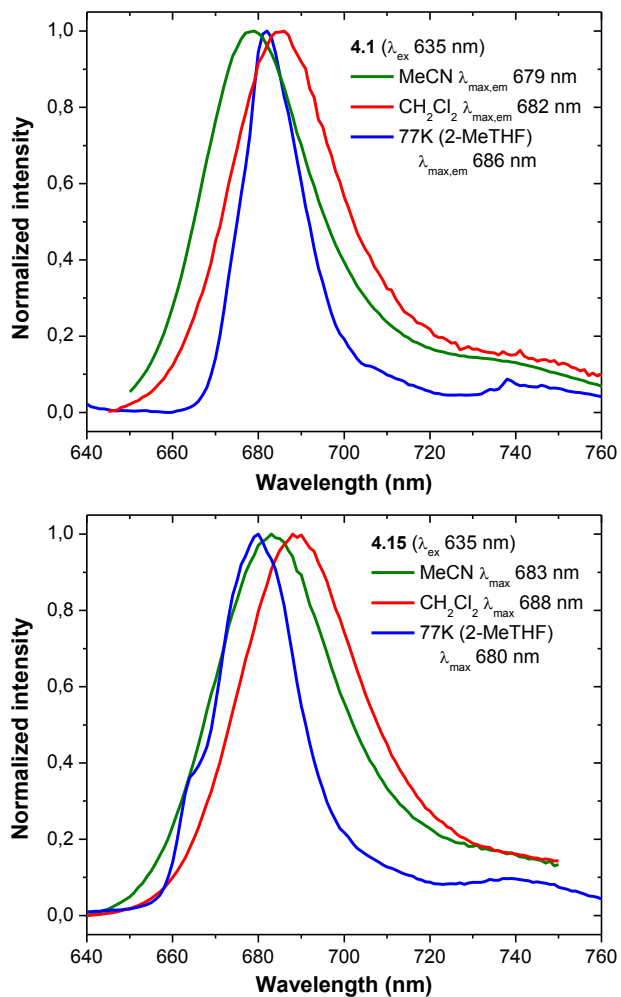 4.1 (λex 635 nm)
MeCN λmax,em 679 nm
CH2Cl2 λmax,em 682 nm
77K (2-MeTHF)
λmax,em 686 nm
Normalized intensity
1,0
0,8
0,6
0,4
0,2
0,0
640 660 680 700 720 740 760
Wavelength (nm)
4.15 (λex 635 nm)
MeCN λmax 683 nm
CH2Cl2 λmax 688 nm
77K (2-MeTHF)
λmax 680 nm
Normalized intensity
1,0
0,8
0,6
0,4
0,2
0,0
640 660 680 700 720 740 760
Wavelength (nm)